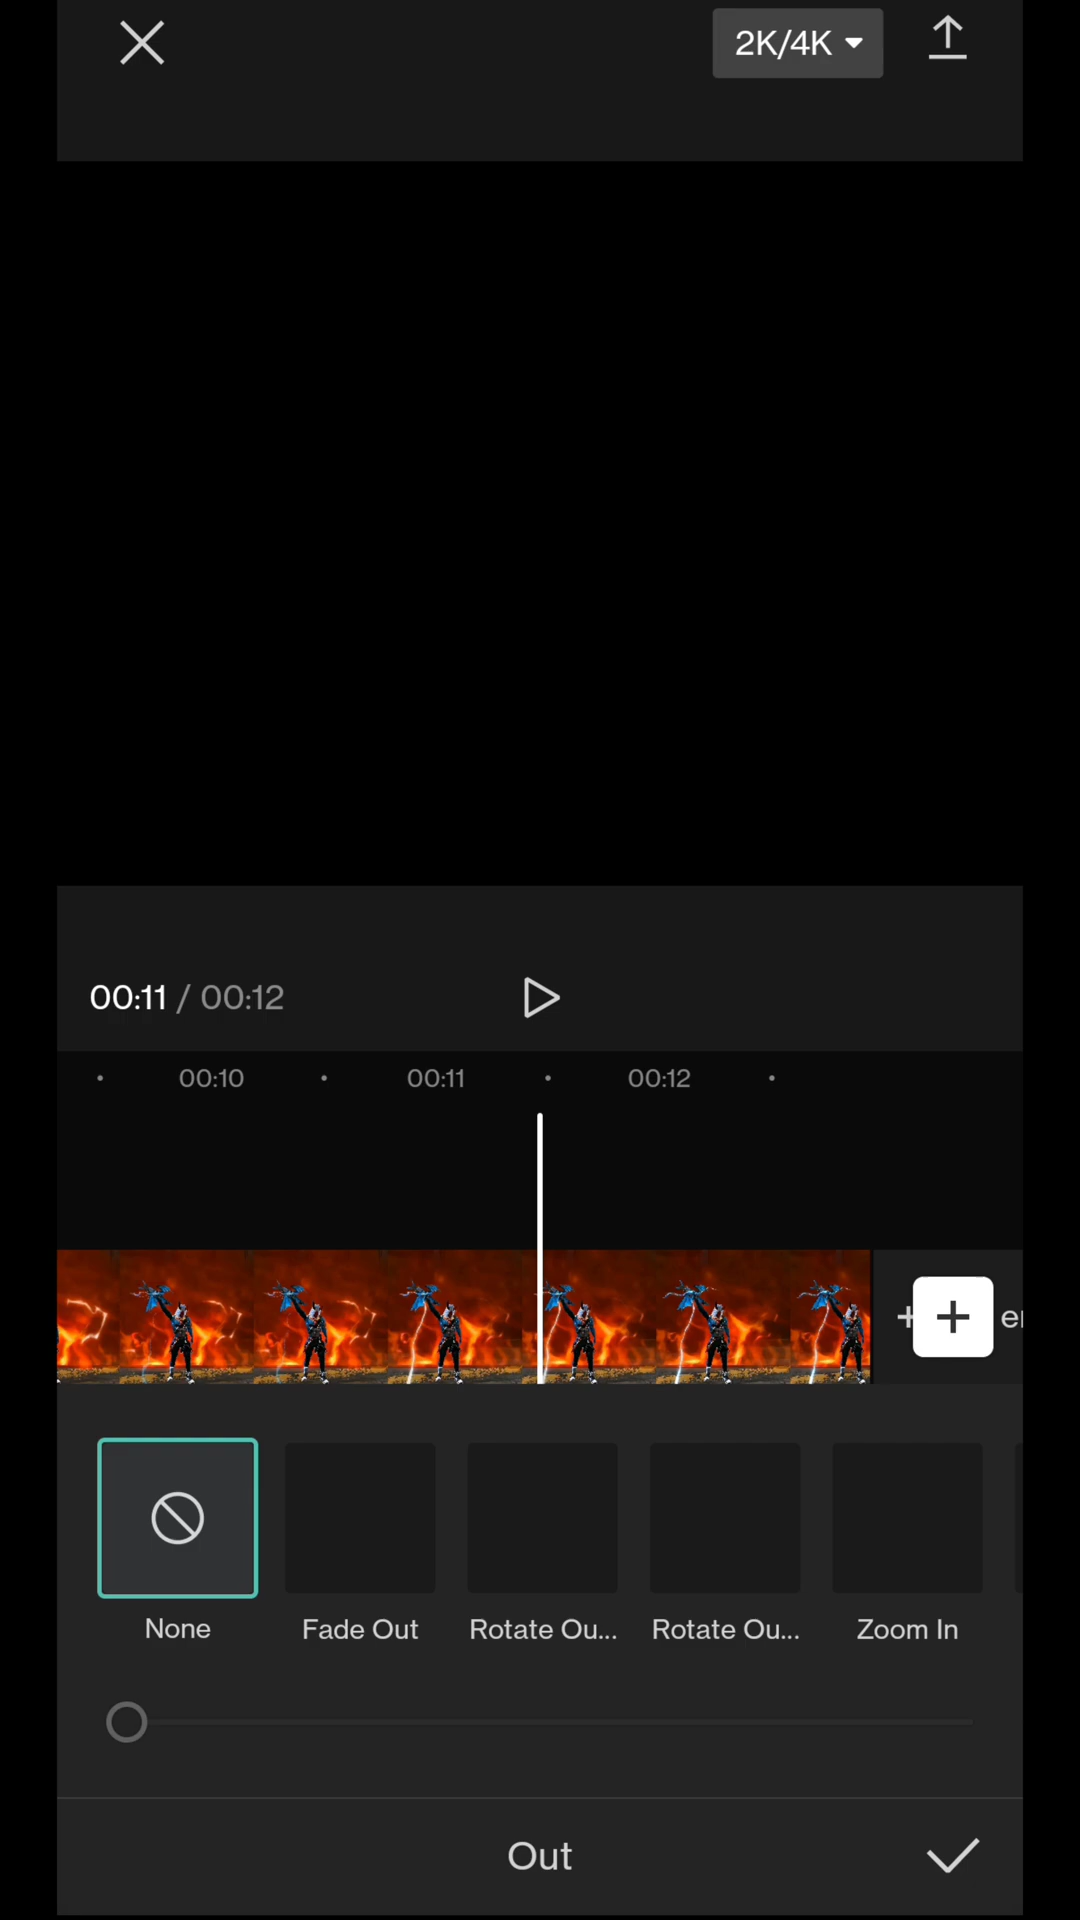 2K/4K
00:11 / 00:12
00:10 00:11 00:12
None Fade Out Rotate Ou... Rotate Ou... Zoom In
Out